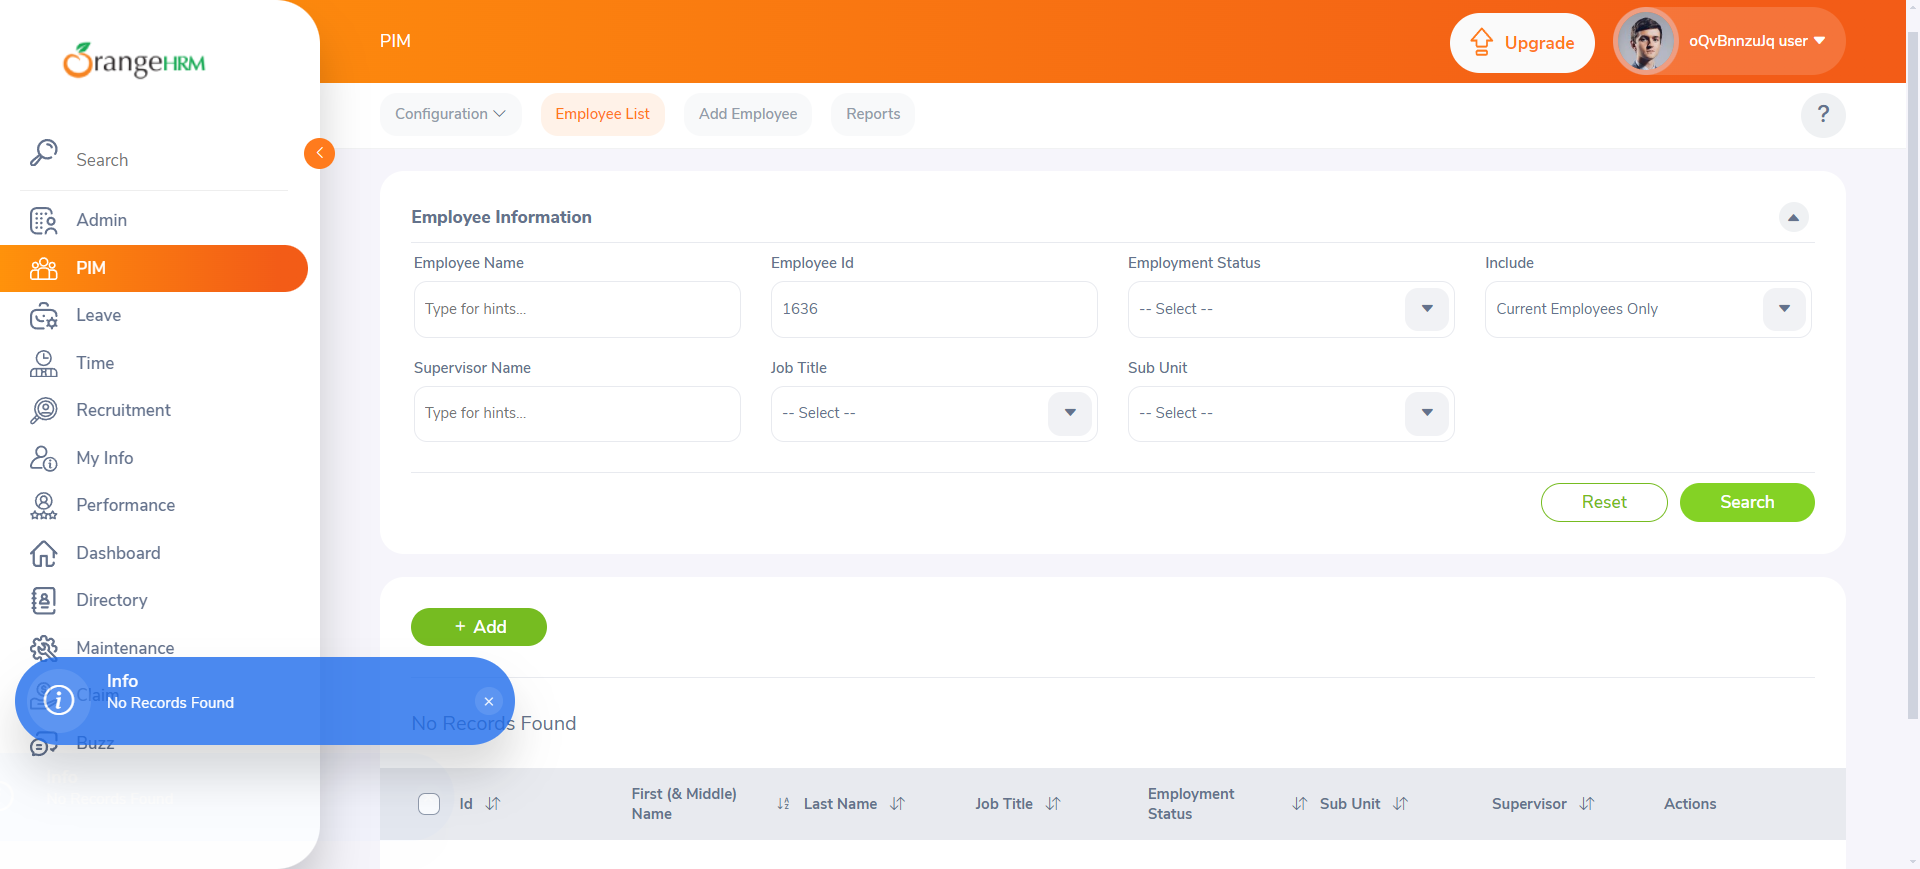 OrangeHRM
PIM
Upgrade
oQvBnnzuJq user
Configuration
Employee List
Add Employee
Reports
?
Search
Admin
PIM
Leave
Time
Recruitment
My Info
Performance
Dashboard
Directory
Maintenance
Claim
Buzz
Employee Information
Employee Name
Employee Id
Employment Status
Include
Type for hints...
1636
-- Select --
Current Employees Only
Supervisor Name
Job Title
Sub Unit
Type for hints...
-- Select --
-- Select --
Reset
Search
+ Add
Info
No Records Found
No Records Found
Id
First (& Middle)
Name
Last Name
Job Title
Employment
Status
Sub Unit
Supervisor
Actions